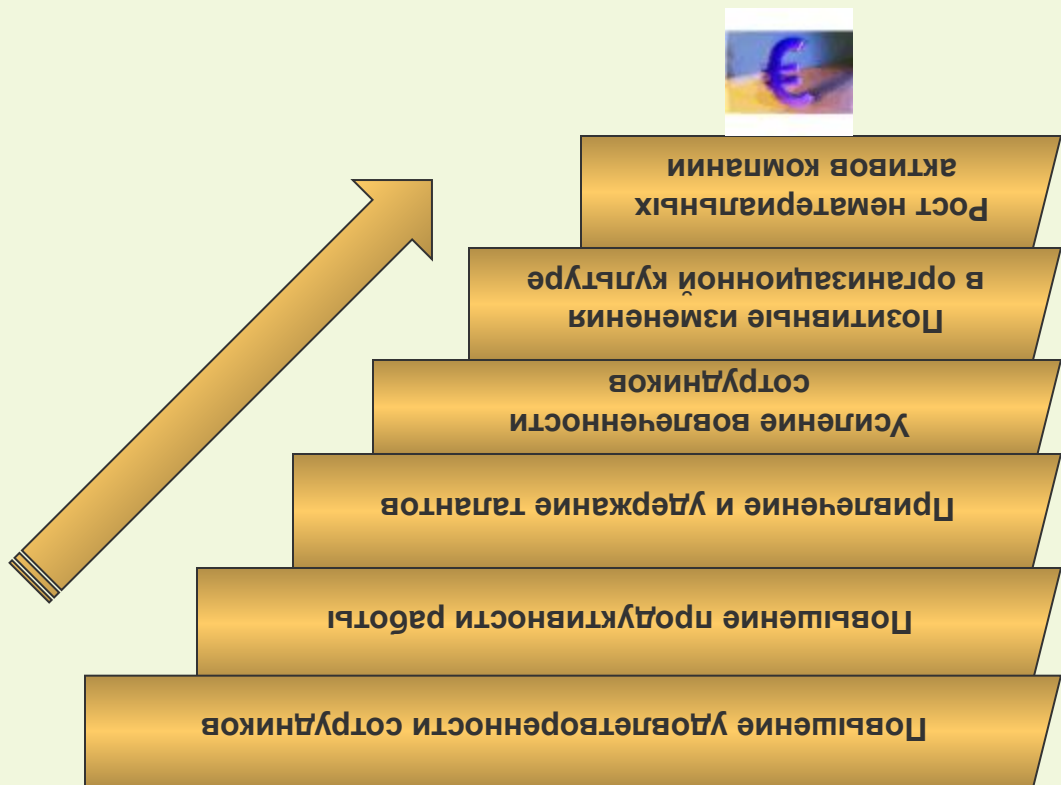 €
Рост нематериальных
активов компании
Позитивные изменения
в организационной культуре
Усиление вовлеченности
сотрудников
Привлечение и удержание талантов
Повышение продуктивности работы
Повышение удовлетворенности сотрудников